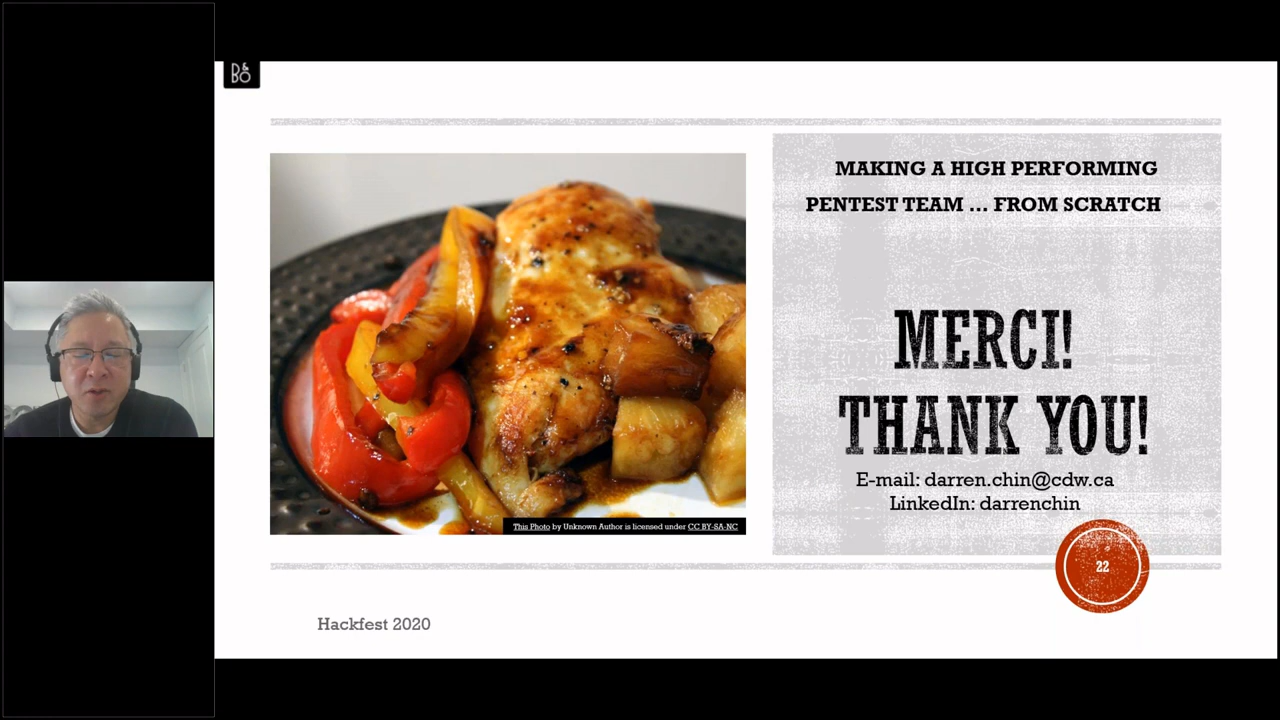 B&O
MAKING A HIGH PERFORMING
PENTEST TEAM ... FROM SCRATCH
MERCI!
THANK YOU!
E-mail: darren.chin@cdw.ca
LinkedIn: darrenchin
This Photo by Unknown Author is licensed under CC BY-SA-NC
22
Hackfest 2020